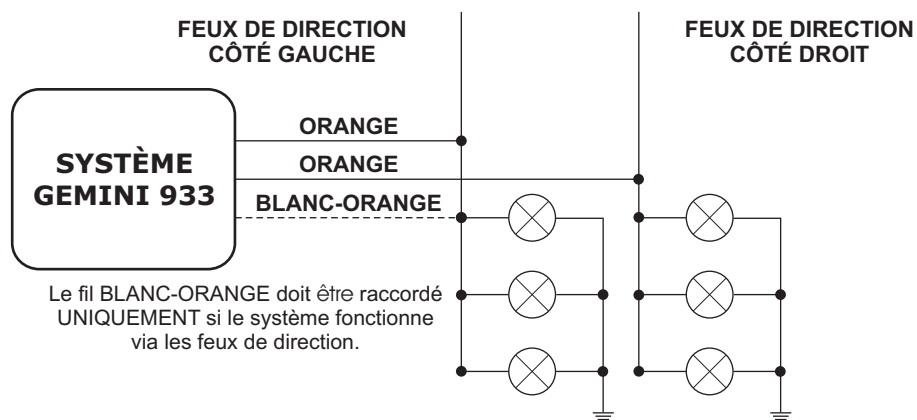 FEUX DE DIRECTION
CÔTÉ GAUCHE
FEUX DE DIRECTION
CÔTÉ DROIT
SYSTÈME
GEMINI 933
ORANGE
ORANGE
BLANC-ORANGE
Le fil BLANC-ORANGE doit être raccordé
UNIQUEMENT si le système fonctionne
via les feux de direction.